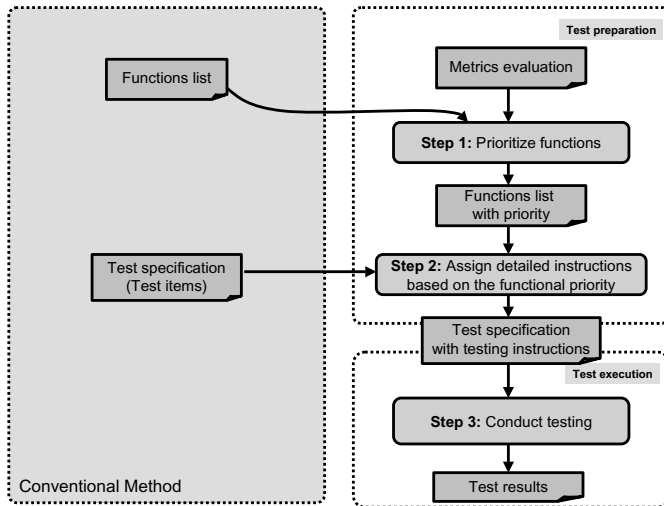 Test preparation
Functions list
Metrics evaluation
Step 1: Prioritize functions
Functions list
with priority
Test specification
(Test items)
Step 2: Assign detailed instructions
based on the functional priority
Test specification
with testing instructions
Test execution
Step 3: Conduct testing
Test results
Conventional Method